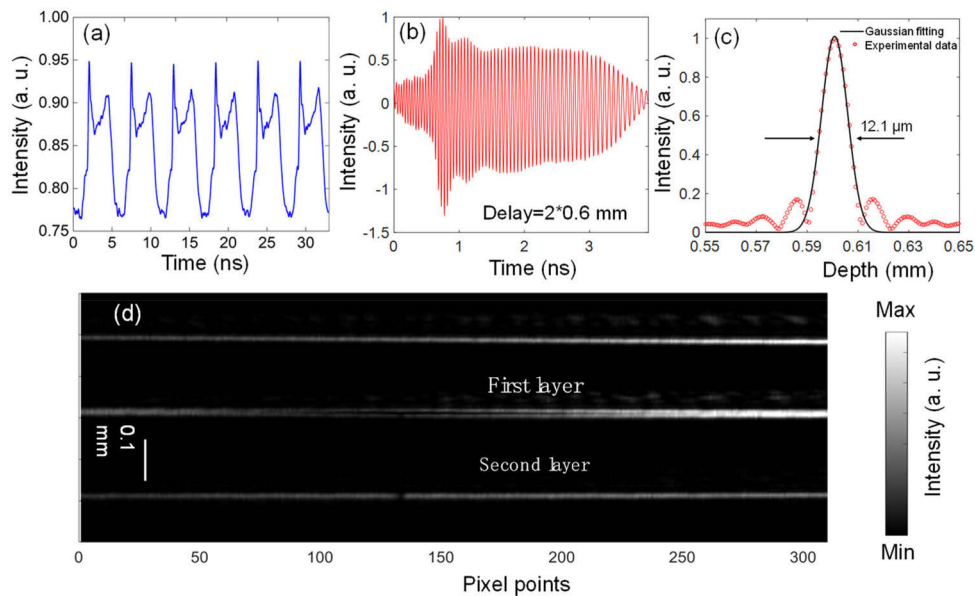 (a)
Intensity (a. u.)
1.00
0.95
0.90
0.85
0.80
0.75
0 5 10 15 20 25 30
Time (ns)
(b)
Intensity (a. u.)
1
0.5
0
-0.5
-1
-1.5
Delay=2*0.6 mm
0 1 2 3
Time (ns)
(c)
Gaussian fitting
Experimental data
Intensity (a. u.)
1
0.8
0.6
0.4
0.2
0
12.1 μm
0.55 0.57 0.59 0.61 0.63 0.65
Depth (mm)
(d)
First layer
0.1
mm
Second layer
0 50 100 150 200 250 300
Pixel points
Max
Intensity (a. u.)
Min